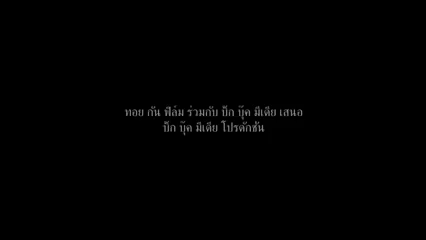 ทอย กัน ฟิล์ม ร่วมกับ บิ๊ก บุ๊ค มีเดีย เสนอ
บิ๊ก บุ๊ค มีเดีย โปรดักชั่น